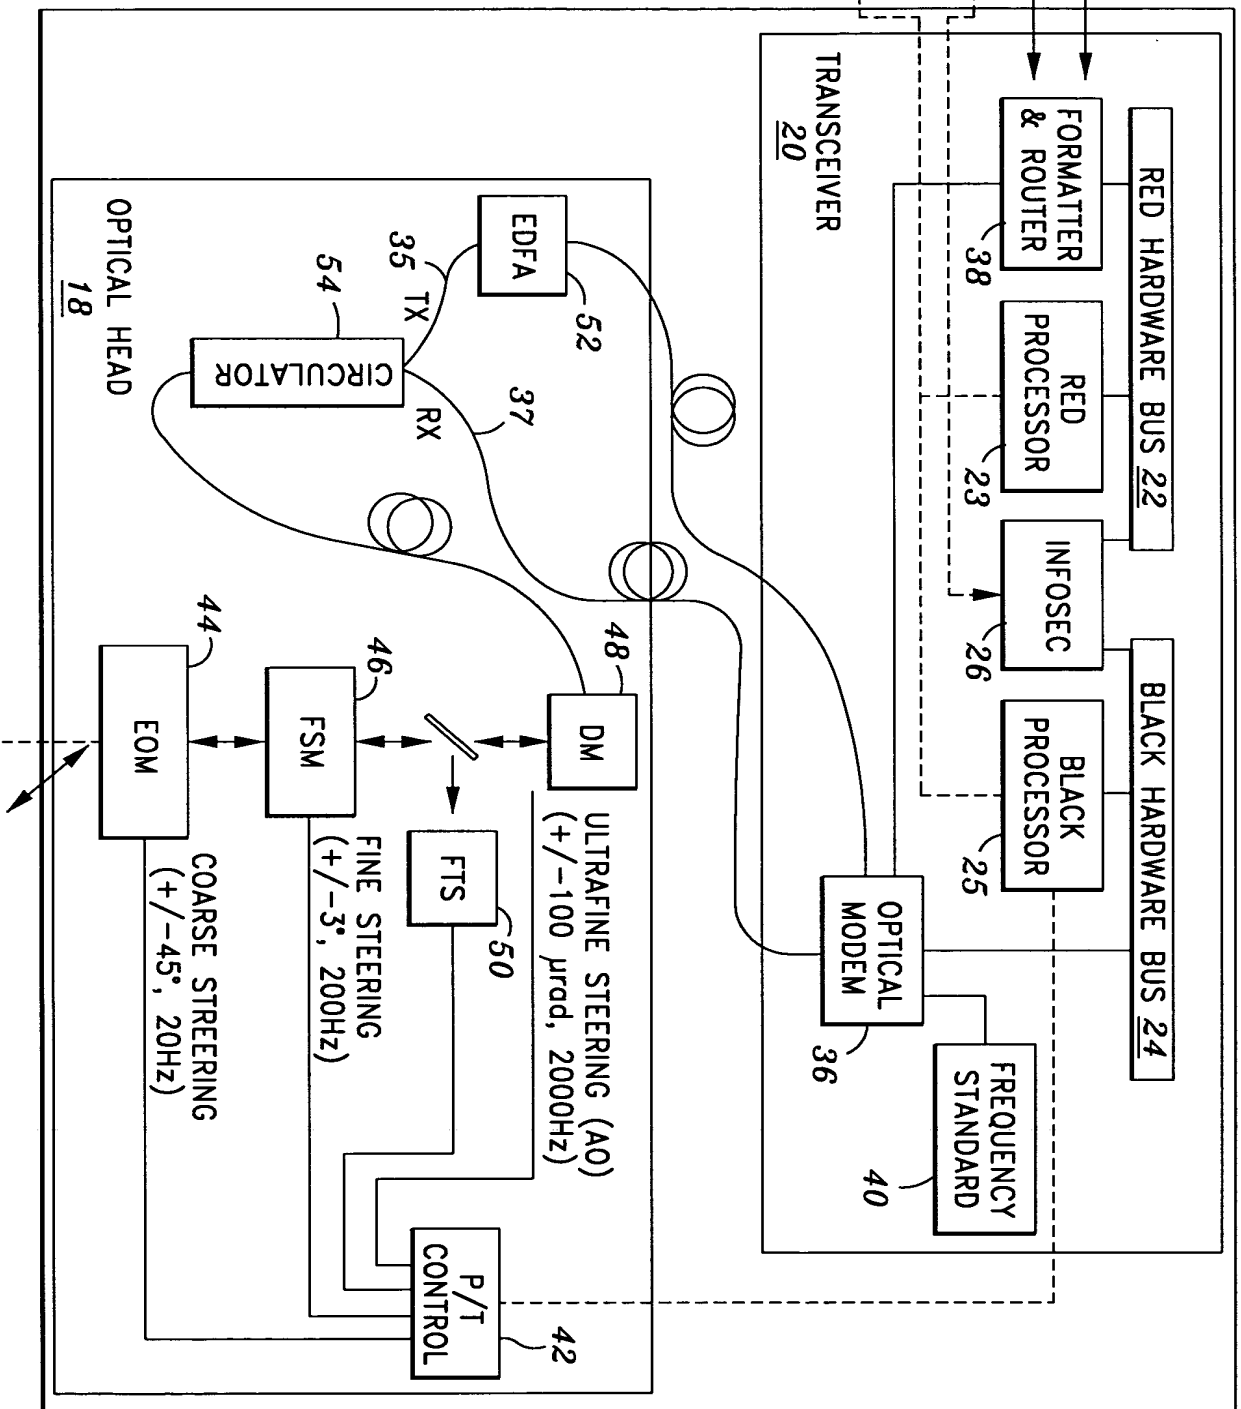 RED HARDWARE BUS 22
BLACK HARDWARE BUS 24
FORMATTER
& ROUTER
38
RED
PROCESSOR
23
INFOSEC
26
BLACK
PROCESSOR
25
FREQUENCY
STANDARD
40
OPTICAL
MODEM
36
TRANSCEIVER
20
EDFA
52
35
TX
CIRCULATOR
54
RX
37
DM
48
ULTRAFINE STEERING (AO)
(+/-100 µrad, 2000Hz)
FTS
50
FSM
46
FINE STEERING
(+/-3°, 200Hz)
EOM
44
COARSE STREERING
(+/-45°, 20Hz)
P/T
CONTROL
42
OPTICAL HEAD
18